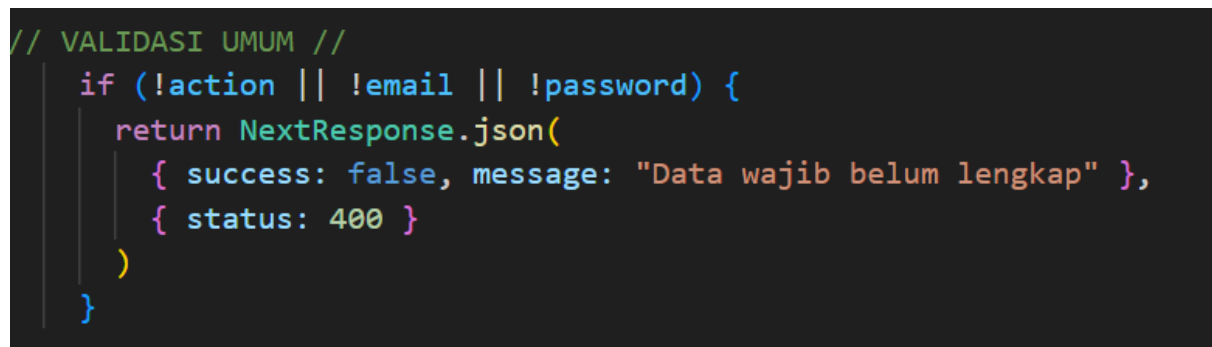 // VALIDASI UMUM //
if (!action || !email || !password) {
return NextResponse.json(
{ success: false, message: "Data wajib belum lengkap" },
{ status: 400 }
)
}